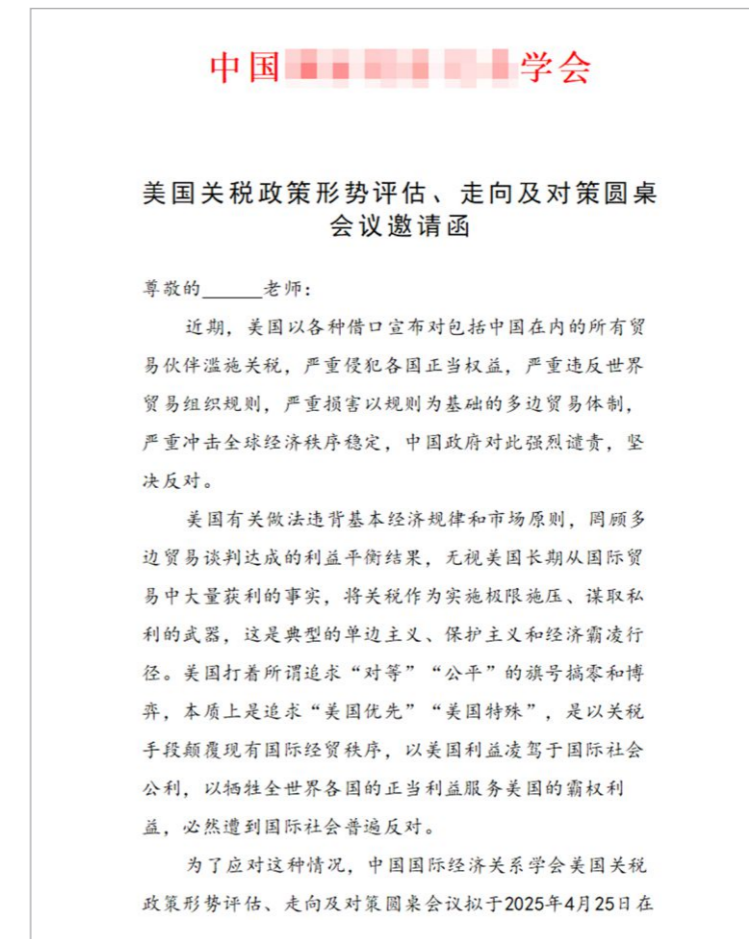 中国
学会
美国关税政策形势评估、走向及对策圆桌
会议邀请函
尊敬的______老师：
近期，美国以各种借口宣布对包括中国在内的所有贸
易伙伴滥施关税，严重侵犯各国正当权益，严重违反世界
贸易组织规则，严重损害以规则为基础的多边贸易体制，
严重冲击全球经济秩序稳定，中国政府对此强烈谴责，坚
决反对。
美国有关做法违背基本经济规律和市场原则，罔顾多
边贸易谈判达成的利益平衡结果，无视美国长期从国际贸
易中大量获利的事实，将关税作为实施极限施压、谋取私
利的武器，这是典型的单边主义、保护主义和经济霸凌行
径。美国打着所谓追求“对等”“公平”的旗号搞零和博
弈，本质上是追求“美国优先”“美国特殊”，是以关税
手段颠覆现有国际经贸秩序，以美国利益凌驾于国际社会
公利，以牺牲全世界各国的正当利益服务美国的霸权利
益，必然遭到国际社会普遍反对。
为了应对这种情况，中国国际经济关系学会美国关税
政策形势评估、走向及对策圆桌会议拟于2025年4月25日在